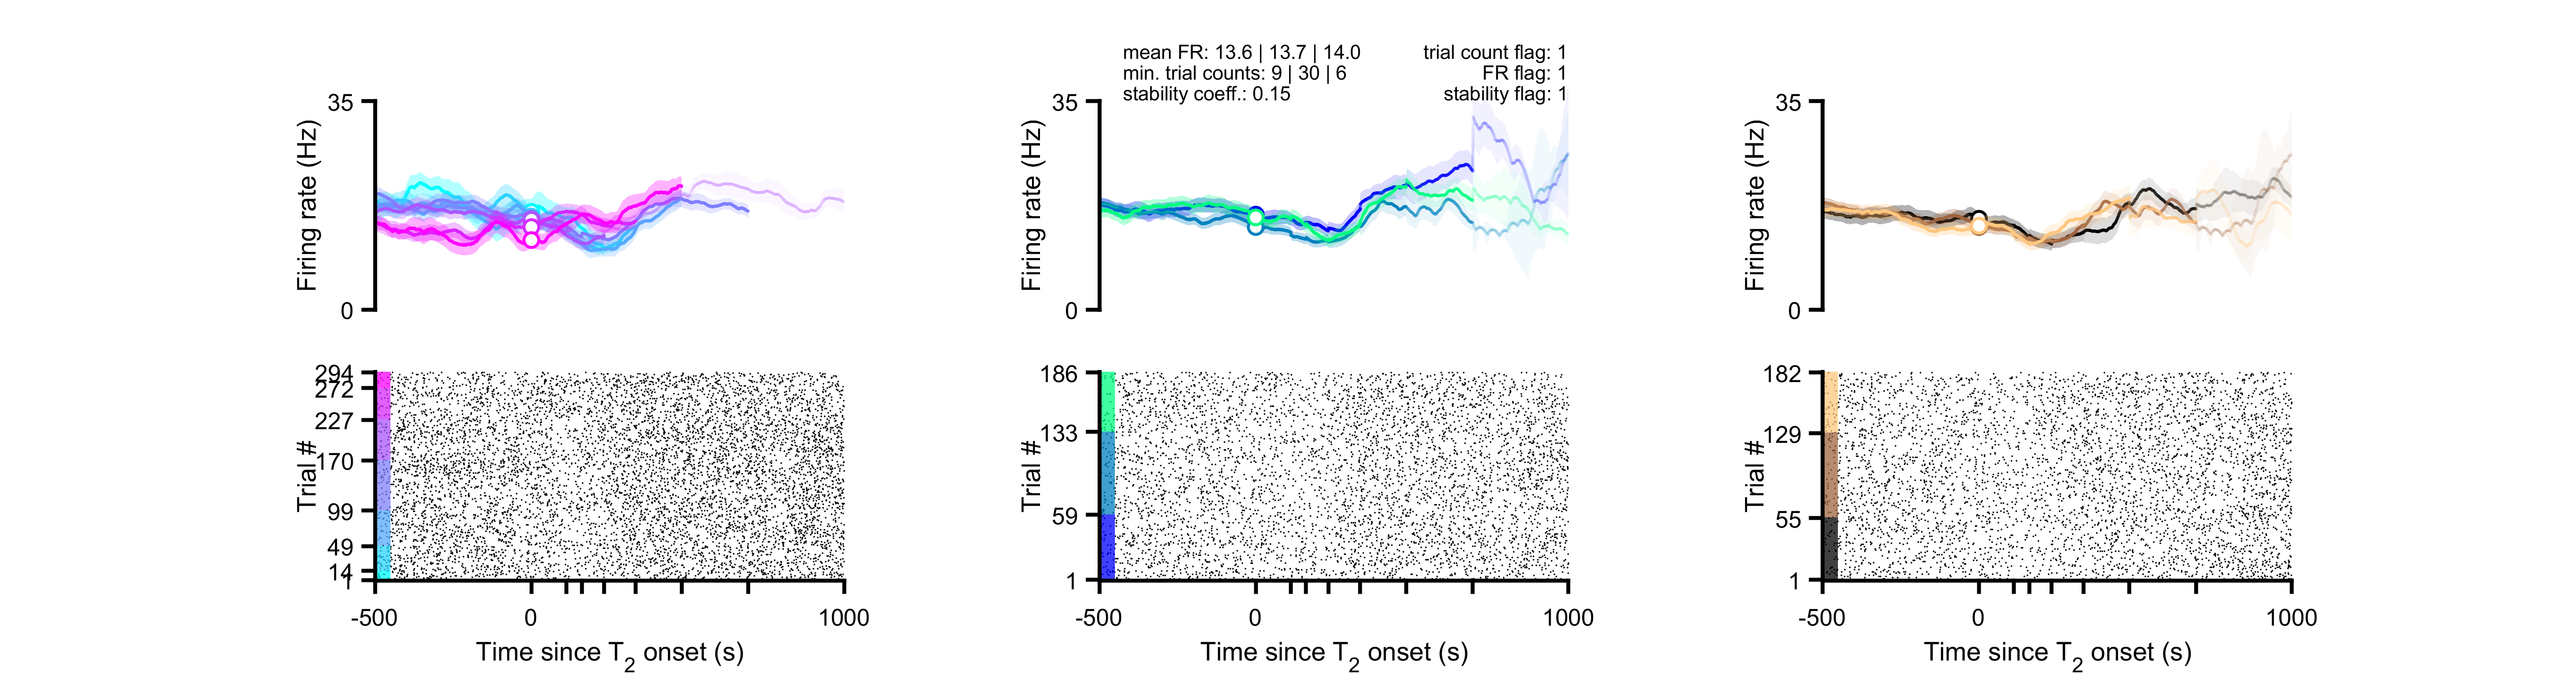 mean FR: 13.6 | 13.7 | 14.0
min. trial counts: 9 | 30 | 6
stability coeff.: 0.15
trial count flag: 1
FR flag: 1
stability flag: 1
35
Firing rate (Hz)
0
35
Firing rate (Hz)
0
35
Firing rate (Hz)
0
294
272
227
170
99
49
14
1
Trial #
-500 0 1000
Time since T2 onset (s)
186
133
59
1
Trial #
-500 0 1000
Time since T2 onset (s)
182
129
55
1
Trial #
-500 0 1000
Time since T2 onset (s)